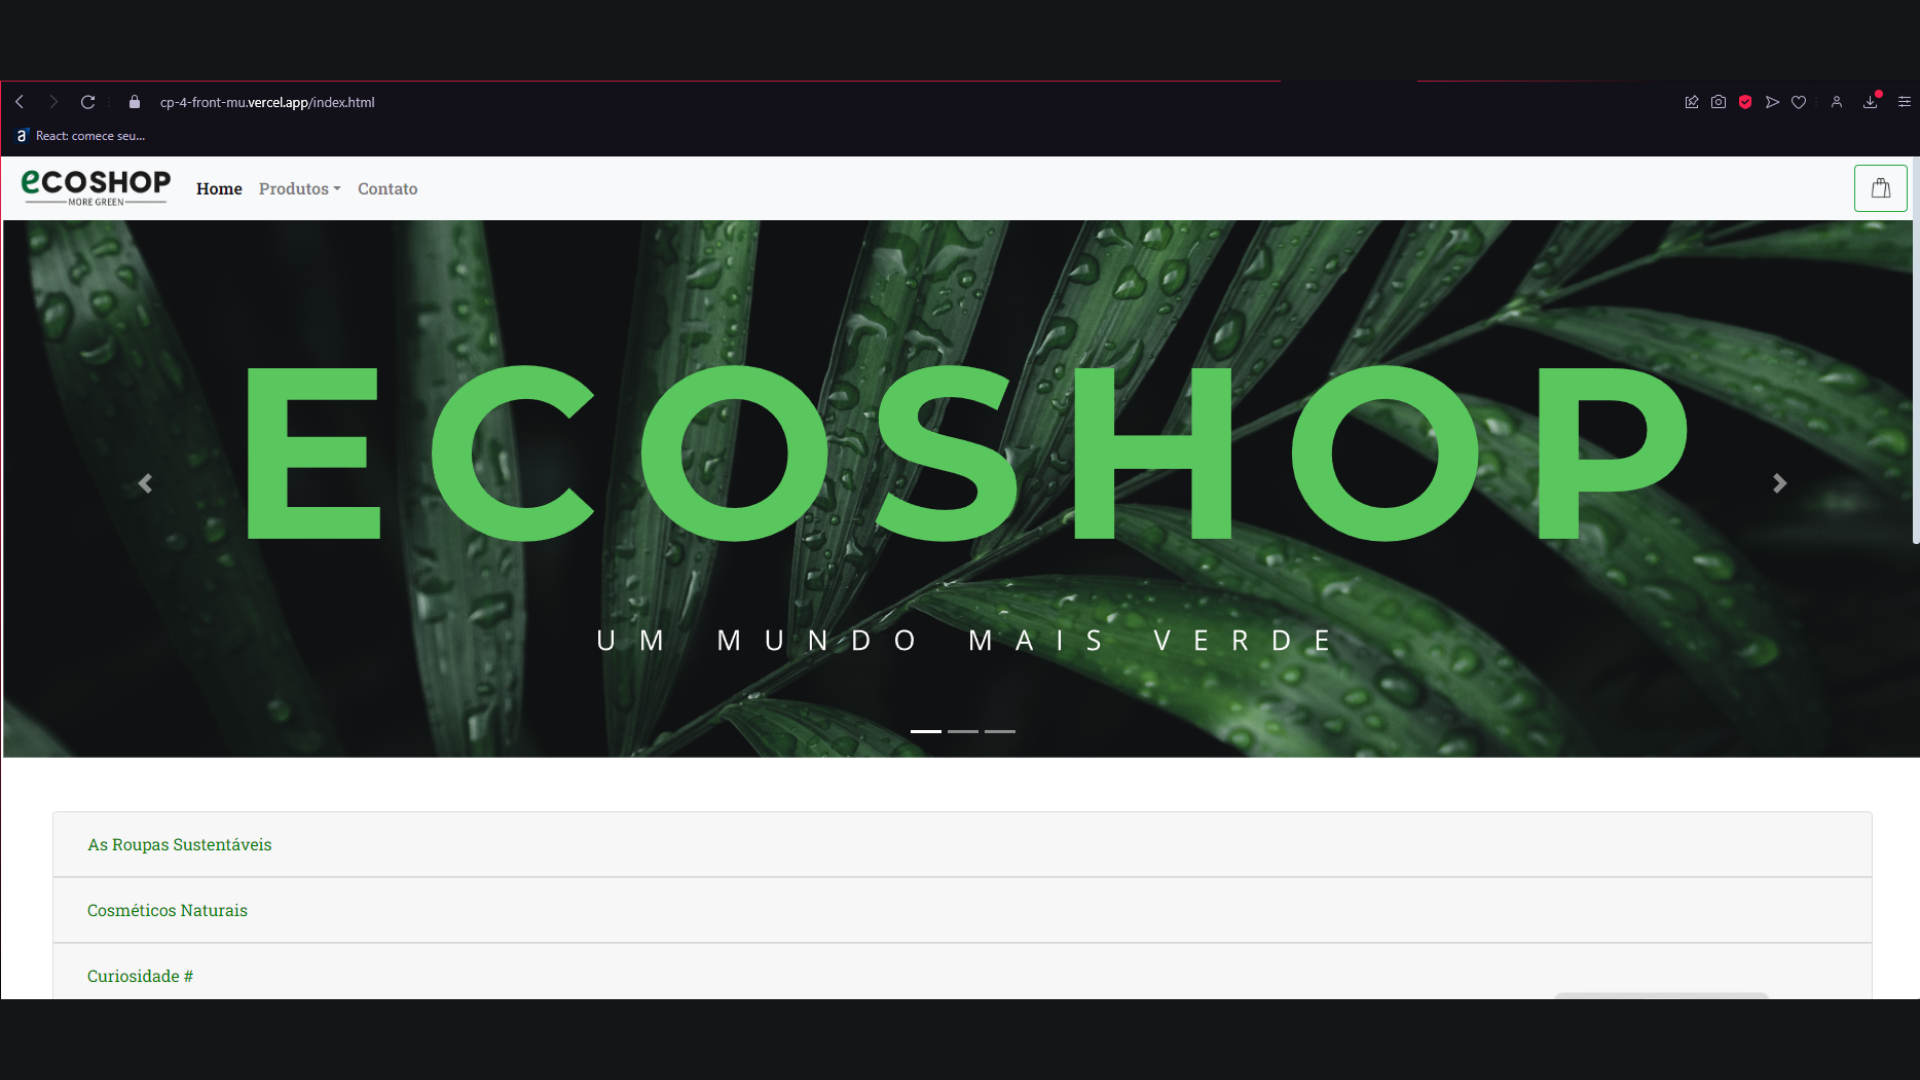 cp-4-front-mu.vercel.app/index.html
a React: comece seu...
eCOSHOP
MORE GREEN
Home Produtos Contato
ECOSHOP
UM MUNDO MAIS VERDE
As Roupas Sustentáveis
Cosméticos Naturais
Curiosidade #